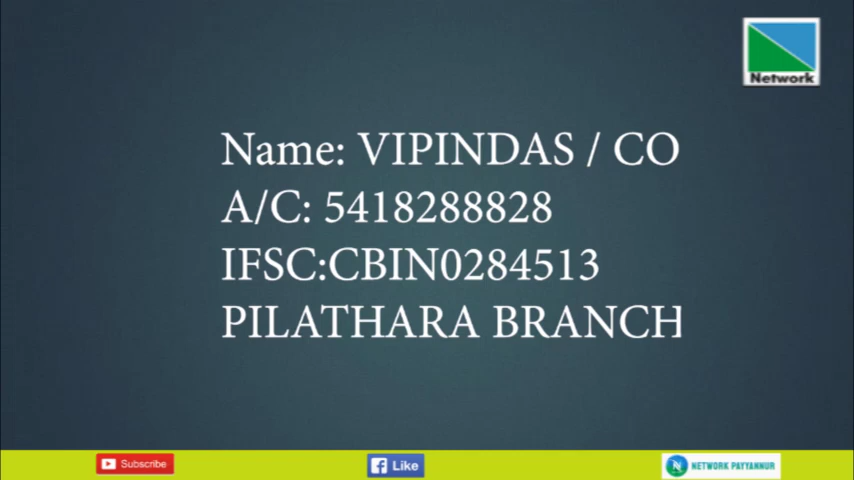 Network
Name: VIPINDAS / CO
A/C: 5418288828
IFSC:CBIN0284513
PILATHARA BRANCH
Subscribe
Like
NETWORK PAYYANNUR